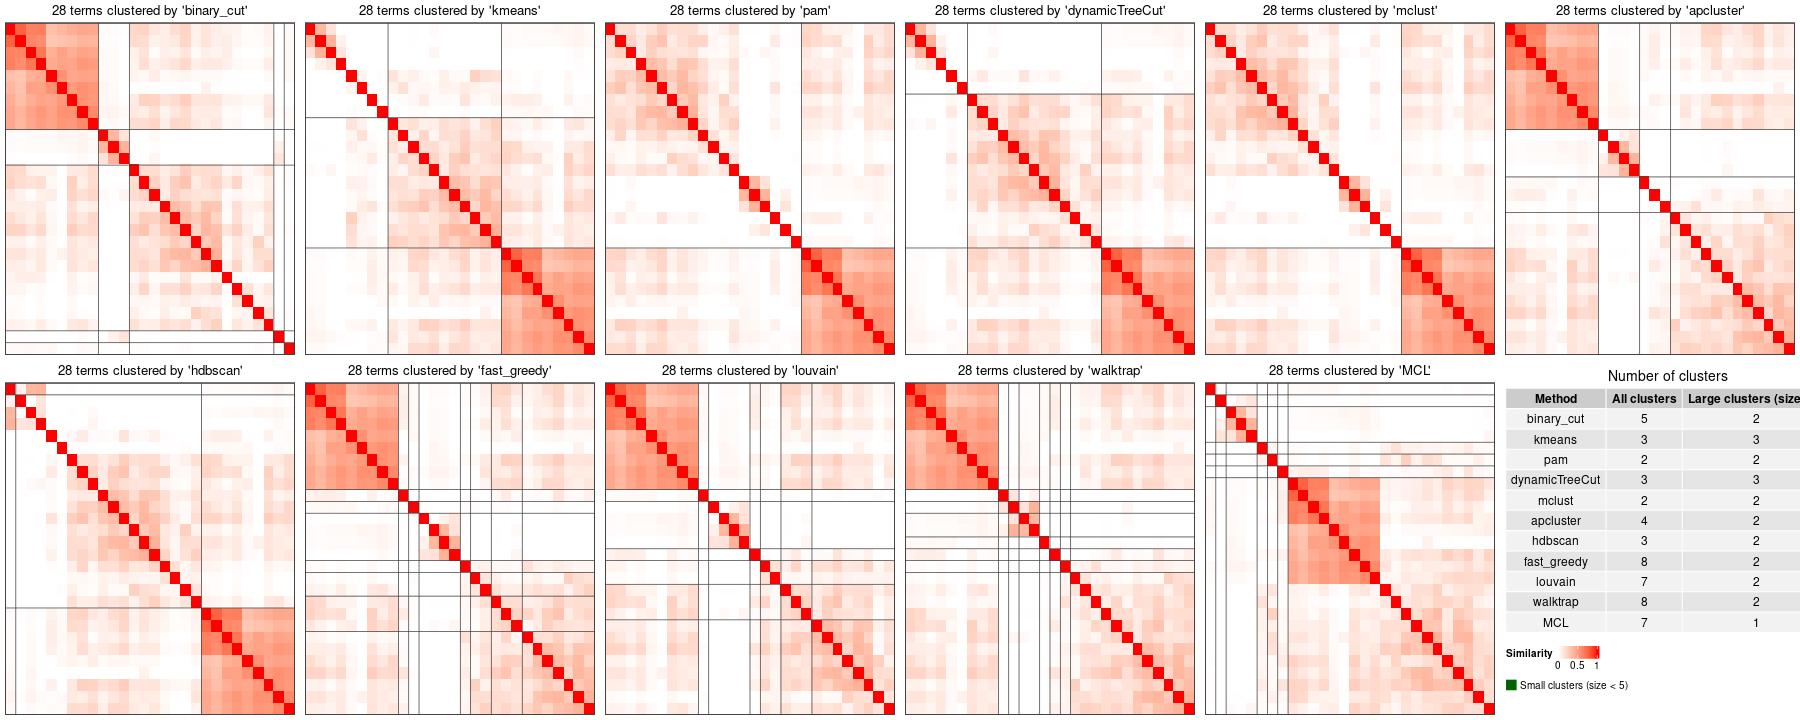 28 terms clustered by 'binary_cut'
28 terms clustered by 'kmeans'
28 terms clustered by 'pam'
28 terms clustered by 'dynamicTreeCut'
28 terms clustered by 'mclust'
28 terms clustered by 'apcluster'
28 terms clustered by 'hdbscan'
28 terms clustered by 'fast_greedy'
28 terms clustered by 'louvain'
28 terms clustered by 'walktrap'
28 terms clustered by 'MCL'
Number of clusters
Method All clusters Large clusters (size
binary_cut 5 2
kmeans 3 3
pam 2 2
dynamicTreeCut 3 3
mclust 2 2
apcluster 4 2
hdbscan 3 2
fast_greedy 8 2
louvain 7 2
walktrap 8 2
MCL 7 1
Similarity
0 0.5 1
Small clusters (size < 5)